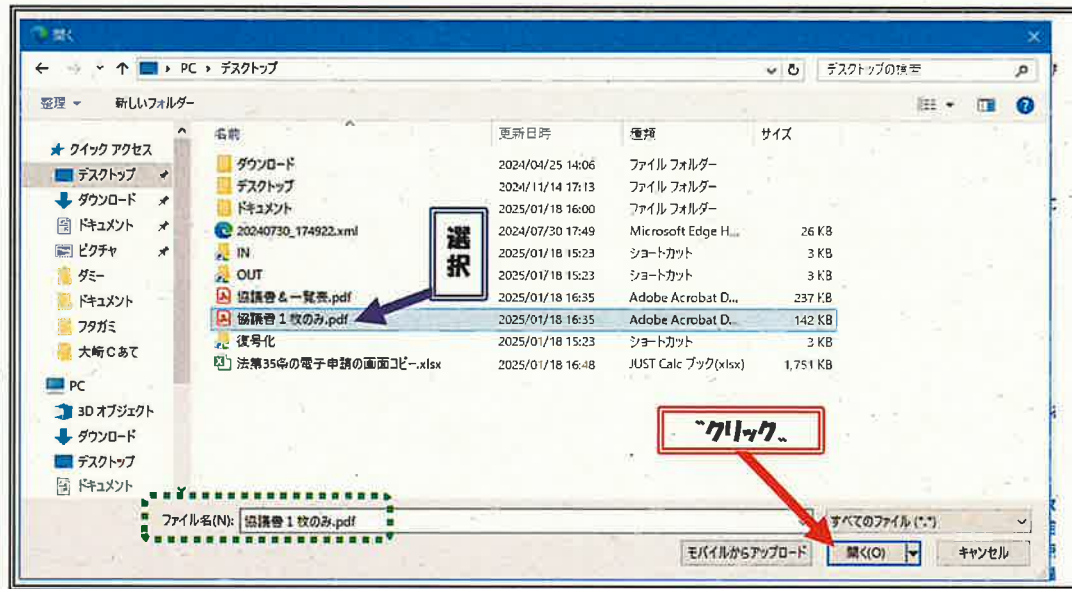 開く
PC › デスクトップ
デスクトップの検索
整理 新しいフォルダー
名前 更新日時 種類 サイズ
クイック アクセス
デスクトップ
ダウンロード
ドキュメント
ピクチャ
ダミー
ドキュメント
フタガミ
大崎Cあて
PC
3D オブジェクト
ダウンロード
デスクトップ
ドキュメント
ダウンロード 2024/04/25 14:06 ファイル フォルダー
デスクトップ 2024/11/14 17:13 ファイル フォルダー
ドキュメント 2025/01/18 16:00 ファイル フォルダー
20240730_174922.xml 2024/07/30 17:49 Microsoft Edge H... 26 KB
IN 2025/01/18 15:23 ショートカット 3 KB
OUT 2025/01/18 15:23 ショートカット 3 KB
協議書&一覧表.pdf 2025/01/18 16:35 Adobe Acrobat D... 237 KB
協議書1枚のみ.pdf 2025/01/18 16:35 Adobe Acrobat D... 142 KB
復号化 2025/01/18 15:23 ショートカット 3 KB
法第35条の電子申請の画面コピー.xlsx 2025/01/18 16:48 JUST Calc ブック(xlsx) 1,751 KB
選択
〝クリック〟
ファイル名(N): 協議書1枚のみ.pdf
すべてのファイル (*.*)
モバイルからアップロード 開く(O) キャンセル